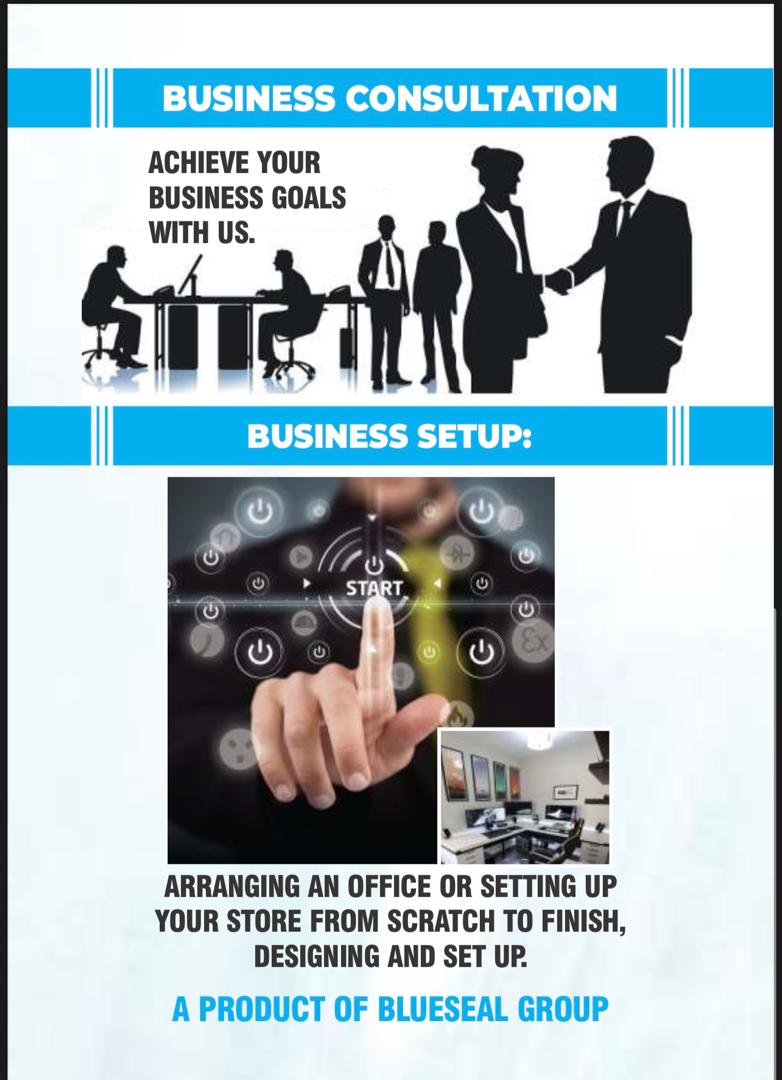 BUSINESS CONSULTATION
ACHIEVE YOUR
BUSINESS GOALS
WITH US.
BUSINESS SETUP:
START
Ex
ARRANGING AN OFFICE OR SETTING UP
YOUR STORE FROM SCRATCH TO FINISH,
DESIGNING AND SET UP.
A PRODUCT OF BLUESEAL GROUP